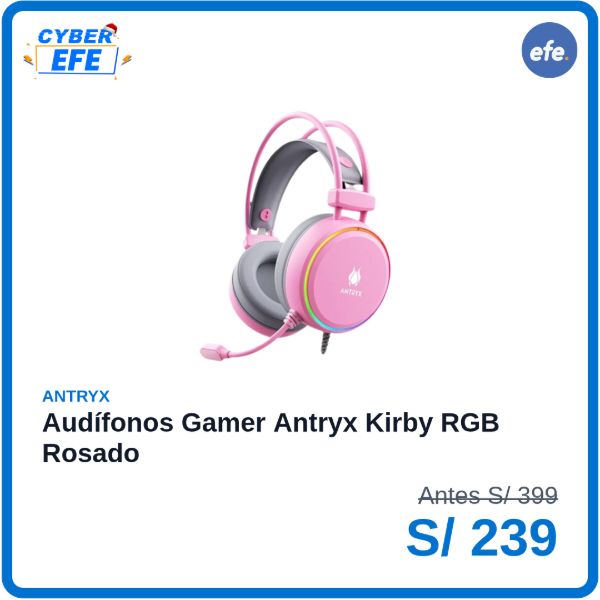 CYBER
EFE
efe.
ANTRYX
ANTRYX
Audífonos Gamer Antryx Kirby RGB
Rosado
Antes S/ 399
S/ 239